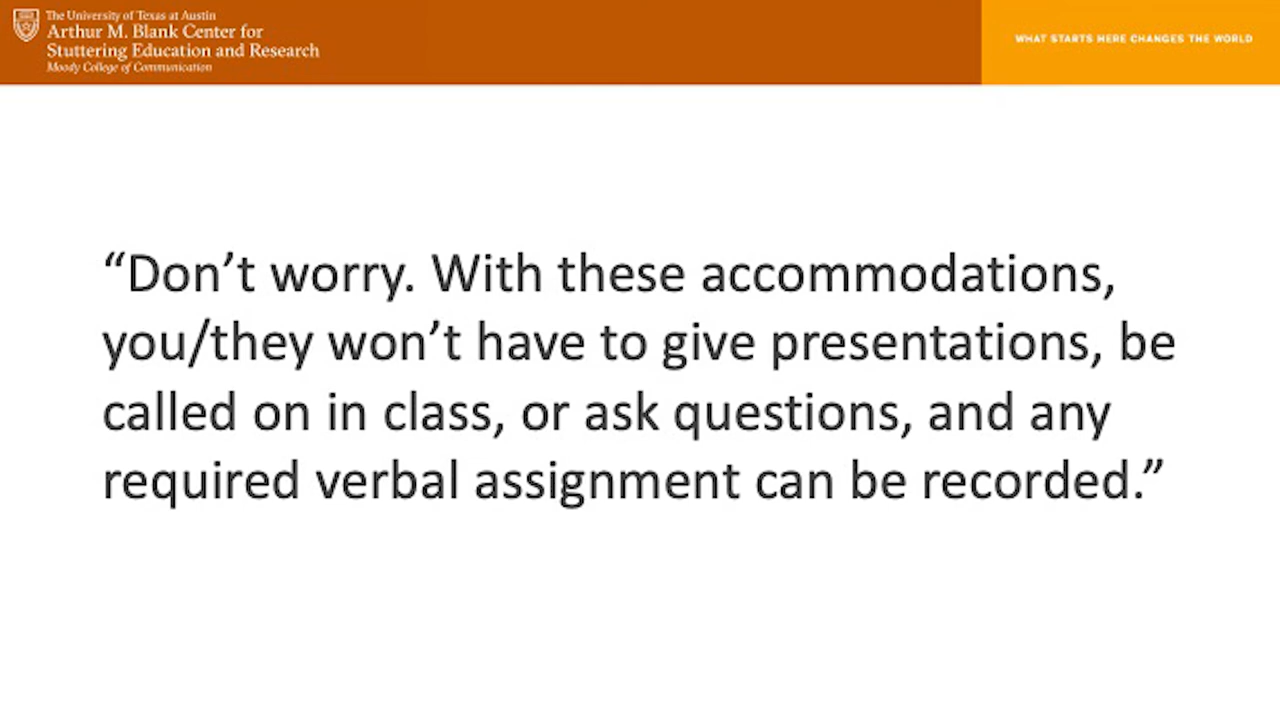 The University of Texas at Austin
Arthur M. Blank Center for
Stuttering Education and Research
Moody College of Communication
WHAT STARTS HERE CHANGES THE WORLD
“Don’t worry. With these accommodations,
you/they won’t have to give presentations, be
called on in class, or ask questions, and any
required verbal assignment can be recorded.”